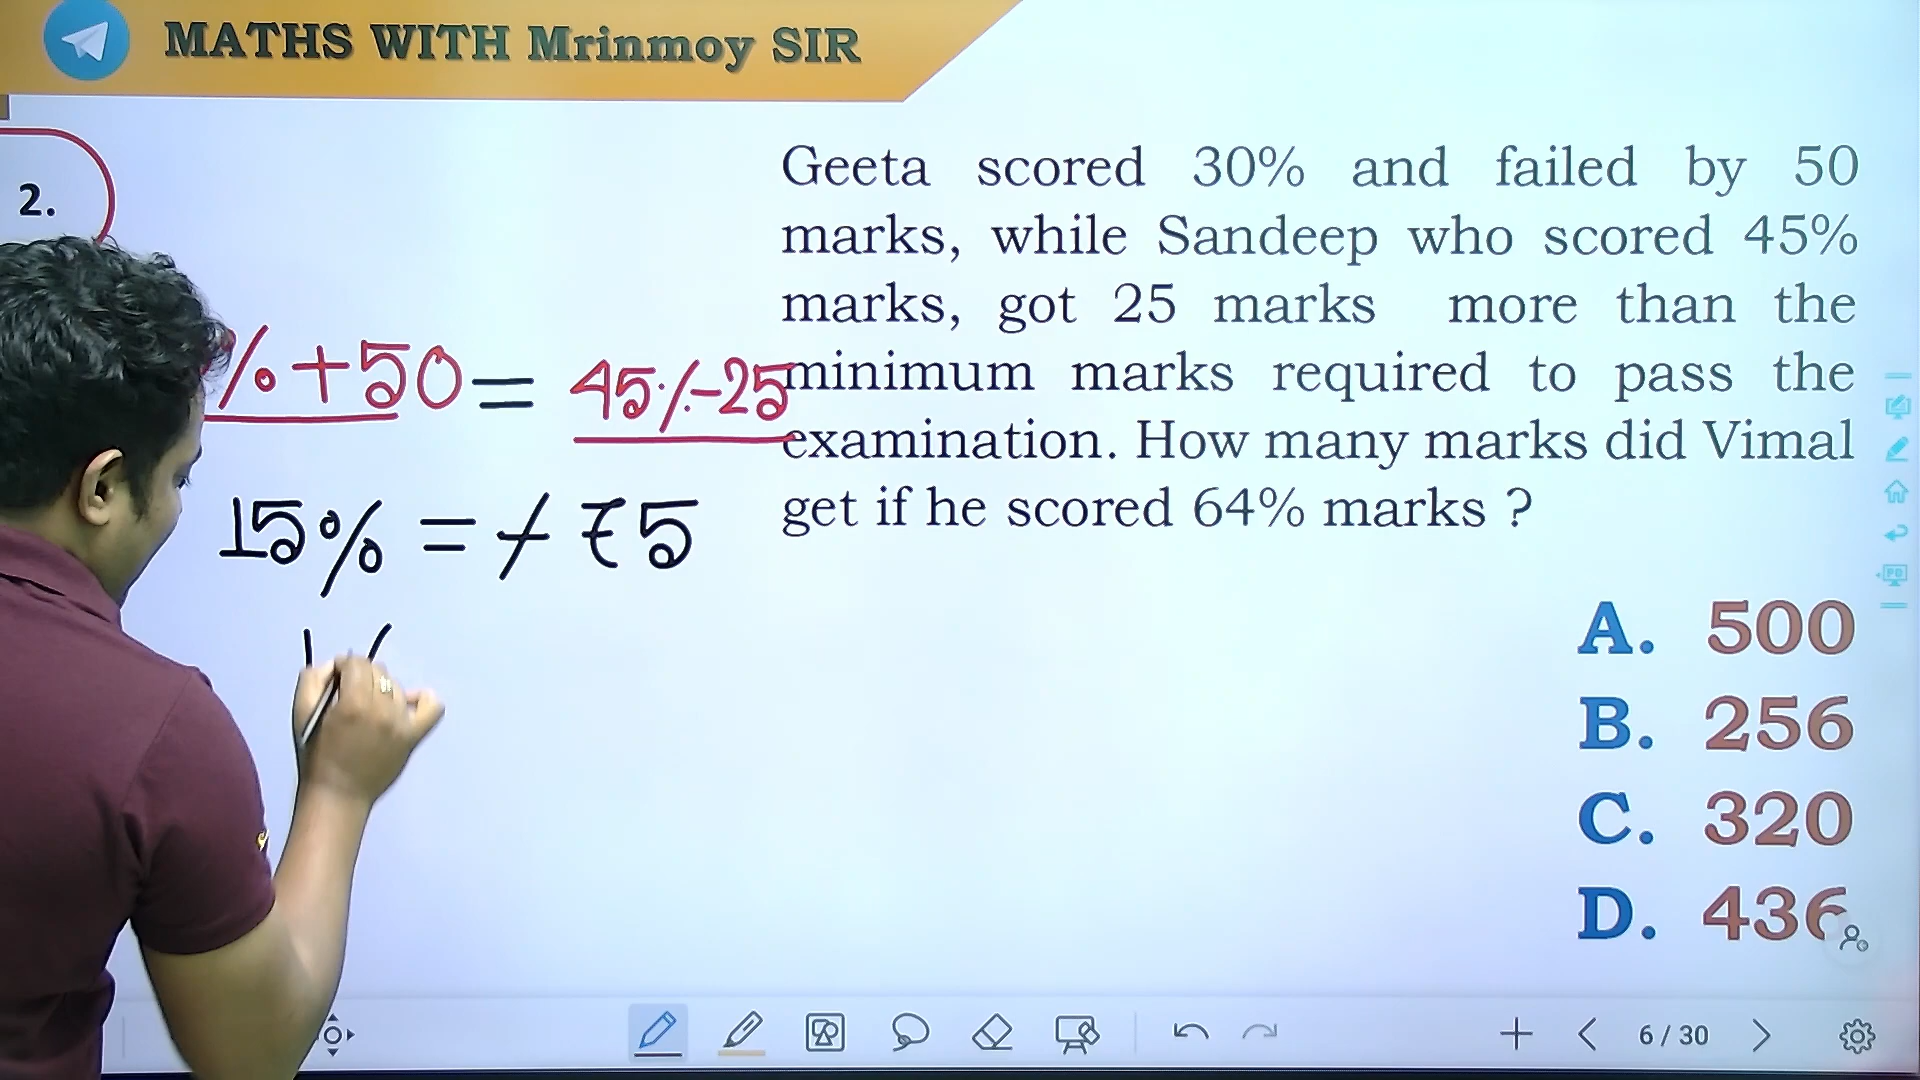 MATHS WITH Mrinmoy SIR
2.
Geeta scored 30% and failed by 50
marks, while Sandeep who scored 45%
marks, got 25 marks more than the
minimum marks required to pass the
examination. How many marks did Vimal
get if he scored 64% marks ?
% + 50 = 45% - 25
15% =
A. 500
B. 256
C. 320
D. 436
6 / 30